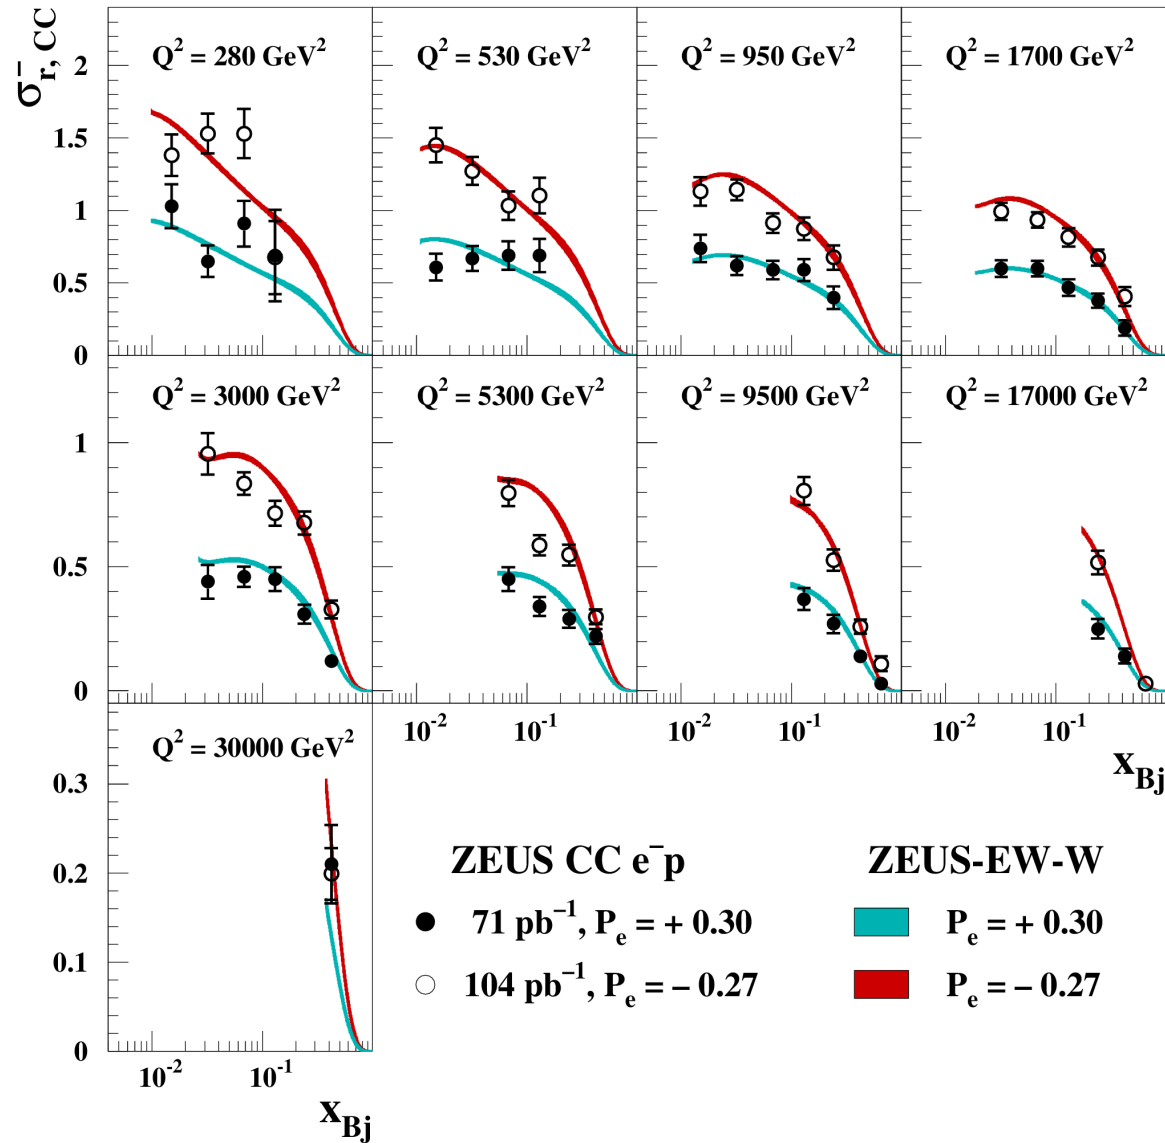 σ⁻r, CC
Q² = 280 GeV²
Q² = 530 GeV²
Q² = 950 GeV²
Q² = 1700 GeV²
2
1.5
1
0.5
0
Q² = 3000 GeV²
Q² = 5300 GeV²
Q² = 9500 GeV²
Q² = 17000 GeV²
1
0.5
0
10⁻² 10⁻¹ 10⁻² 10⁻¹ 10⁻² 10⁻¹
x_Bj
Q² = 30000 GeV²
0.3
0.2
0.1
0
10⁻² 10⁻¹
x_Bj
ZEUS CC e⁻p
71 pb⁻¹, P_e = + 0.30
104 pb⁻¹, P_e = − 0.27
ZEUS-EW-W
P_e = + 0.30
P_e = − 0.27